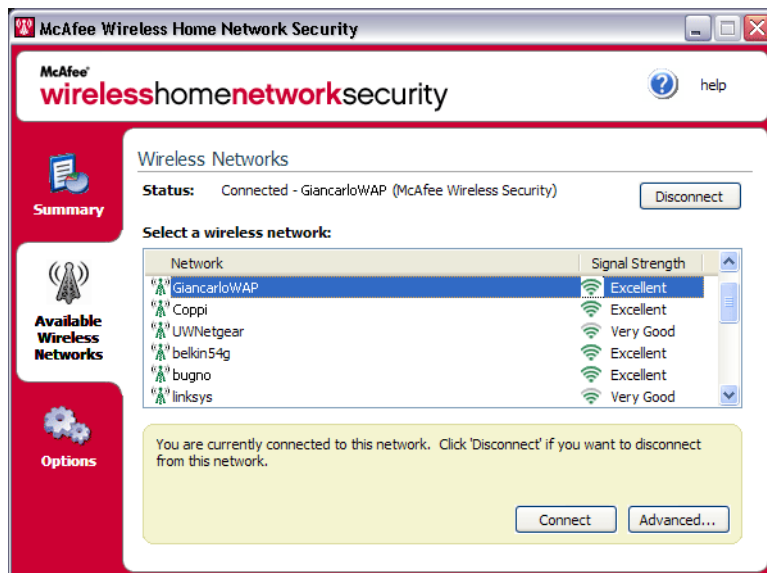 McAfee Wireless Home Network Security
McAfee
wirelesshomenetworksecurity
help
Summary
Available
Wireless
Networks
Options
Wireless Networks
Status: Connected - GiancarloWAP (McAfee Wireless Security)
Disconnect
Select a wireless network:
Network Signal Strength
GiancarloWAP Excellent
Coppi Excellent
UWNetgear Very Good
belkin54g Excellent
bugno Excellent
linksys Very Good
You are currently connected to this network. Click 'Disconnect' if you want to disconnect
from this network.
Connect Advanced...